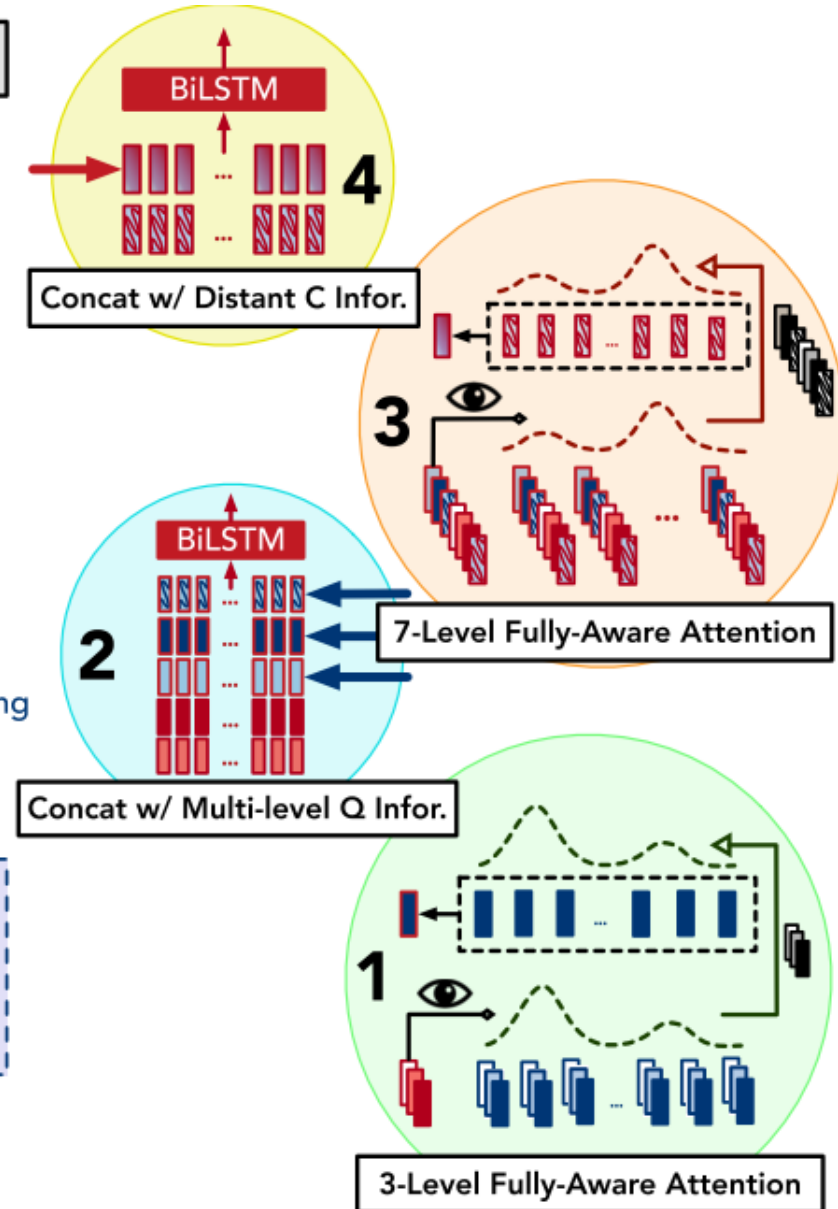 BiLSTM
...
4
...
Concat w/ Distant C Infor.
...
3
...
BiLSTM
...
...
2
...
...
...
7-Level Fully-Aware Attention
ng
Concat w/ Multi-level Q Infor.
...
1
...
3-Level Fully-Aware Attention